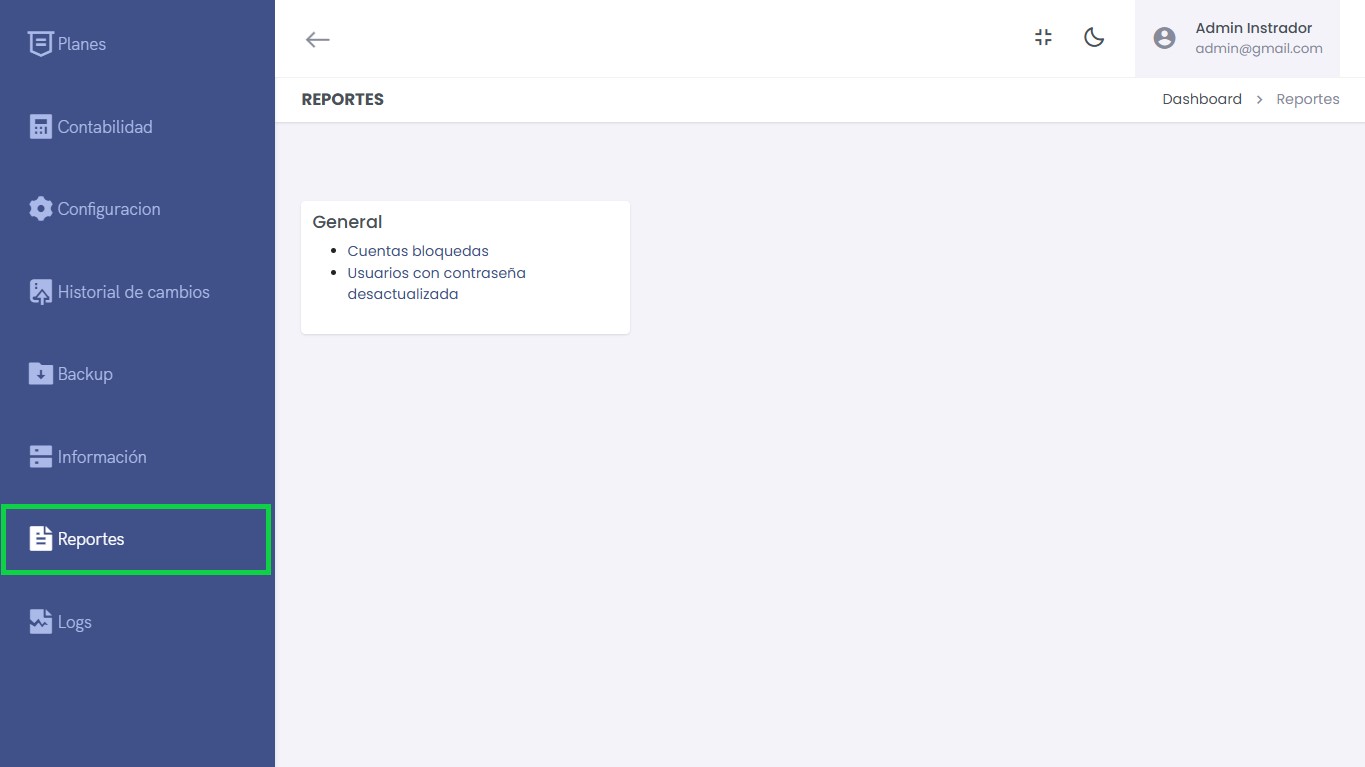 Planes
Contabilidad
Configuracion
Historial de cambios
Backup
Información
Reportes
Logs
Admin Instrador
admin@gmail.com
REPORTES
Dashboard > Reportes
General
• Cuentas bloquedas
• Usuarios con contraseña
desactualizada